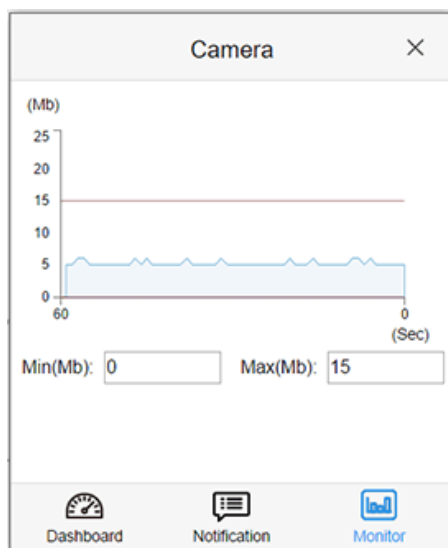 Camera
(Mb)
25
20
15
10
5
0
60 0
(Sec)
Min(Mb): 0 Max(Mb): 15
Dashboard Notification Monitor